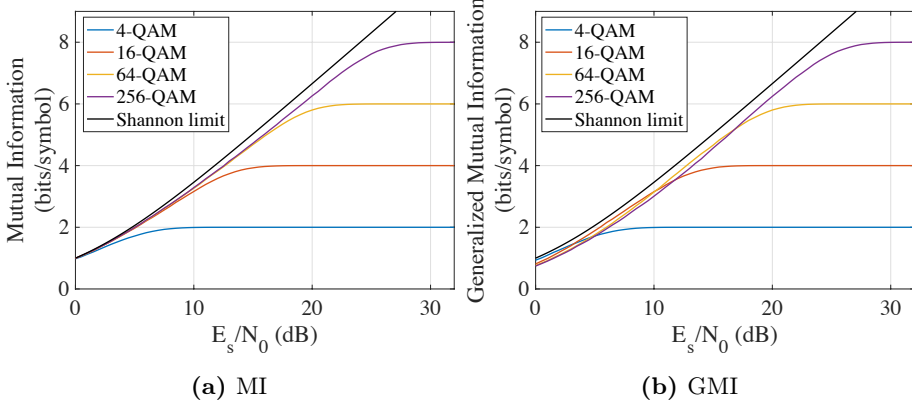 Mutual Information
(bits/symbol)
8
6
4
2
0
4-QAM
16-QAM
64-QAM
256-QAM
Shannon limit
0 10 20 30
E_s/N_0 (dB)
(a) MI
Generalized Mutual Information
(bits/symbol)
8
6
4
2
0
4-QAM
16-QAM
64-QAM
256-QAM
Shannon limit
0 10 20 30
E_s/N_0 (dB)
(b) GMI